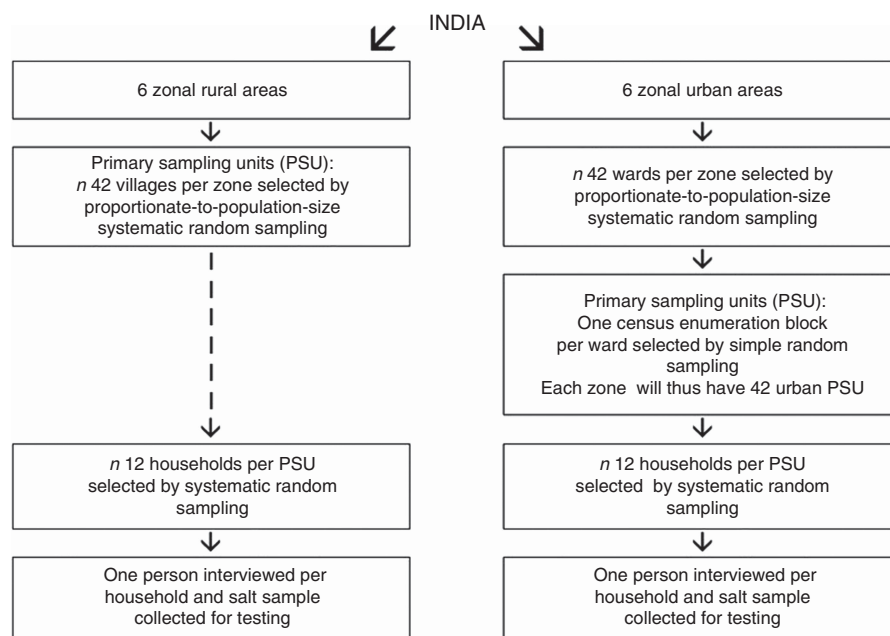 INDIA
6 zonal rural areas
Primary sampling units (PSU):
n 42 villages per zone selected by
proportionate-to-population-size
systematic random sampling
n 12 households per PSU
selected by systematic random
sampling
One person interviewed per
household and salt sample
collected for testing
6 zonal urban areas
n 42 wards per zone selected by
proportionate-to-population-size
systematic random sampling
Primary sampling units (PSU):
One census enumeration block
per ward selected by simple random
sampling
Each zone will thus have 42 urban PSU
n 12 households per PSU
selected by systematic random
sampling
One person interviewed per
household and salt sample
collected for testing